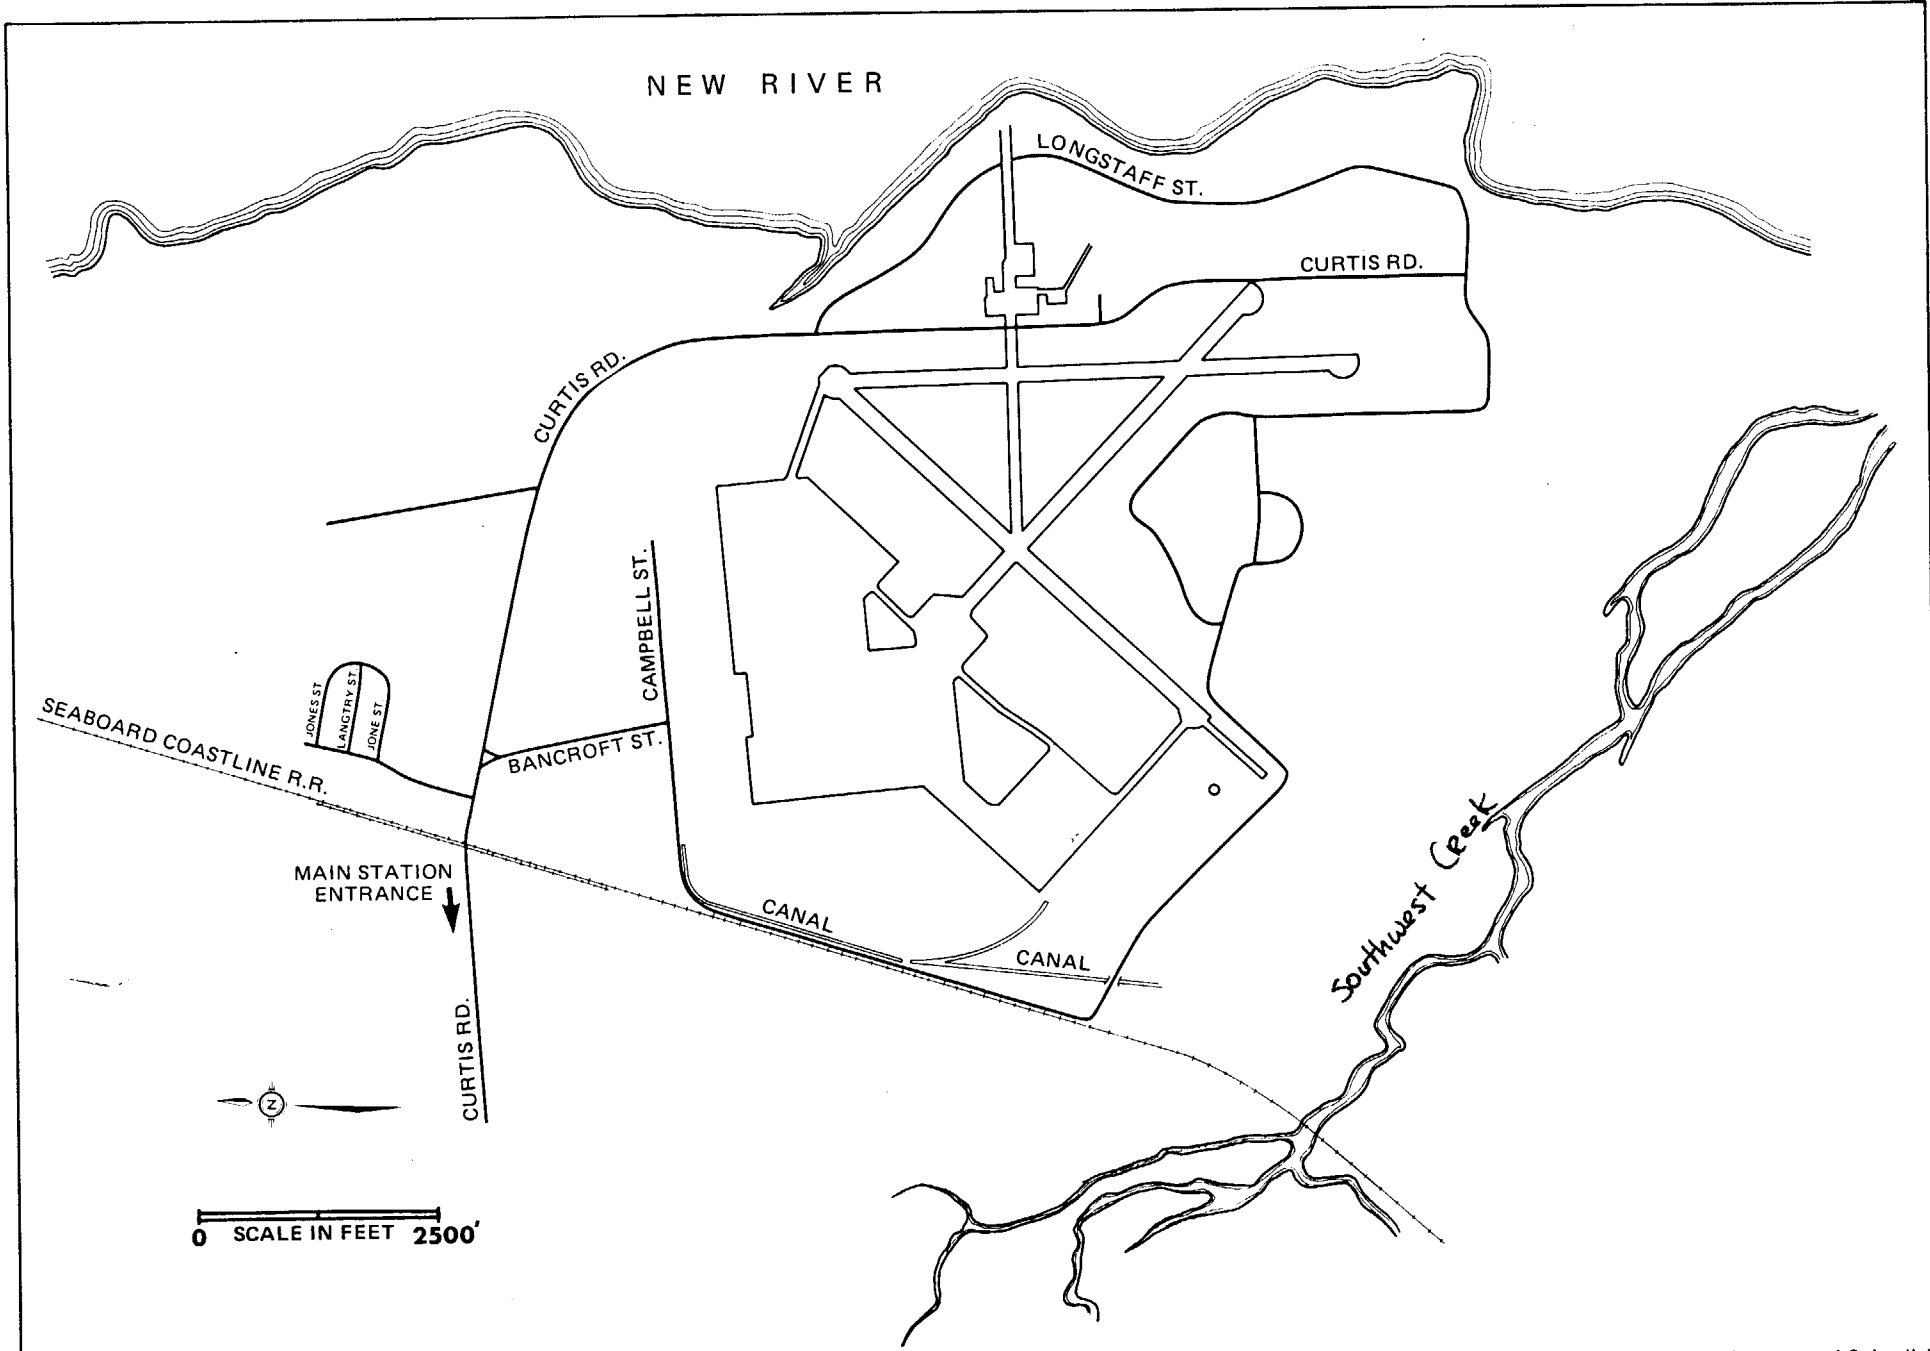 NEW RIVER
LONGSTAFF ST.
CURTIS RD.
CURTIS RD.
CAMPBELL ST.
JONES ST
LANGTRY ST
JONE ST
SEABOARD COASTLINE R.R.
BANCROFT ST.
MAIN STATION
ENTRANCE
CANAL
CANAL
Southwest Creek
CURTIS RD.
Z
0 SCALE IN FEET 2500'